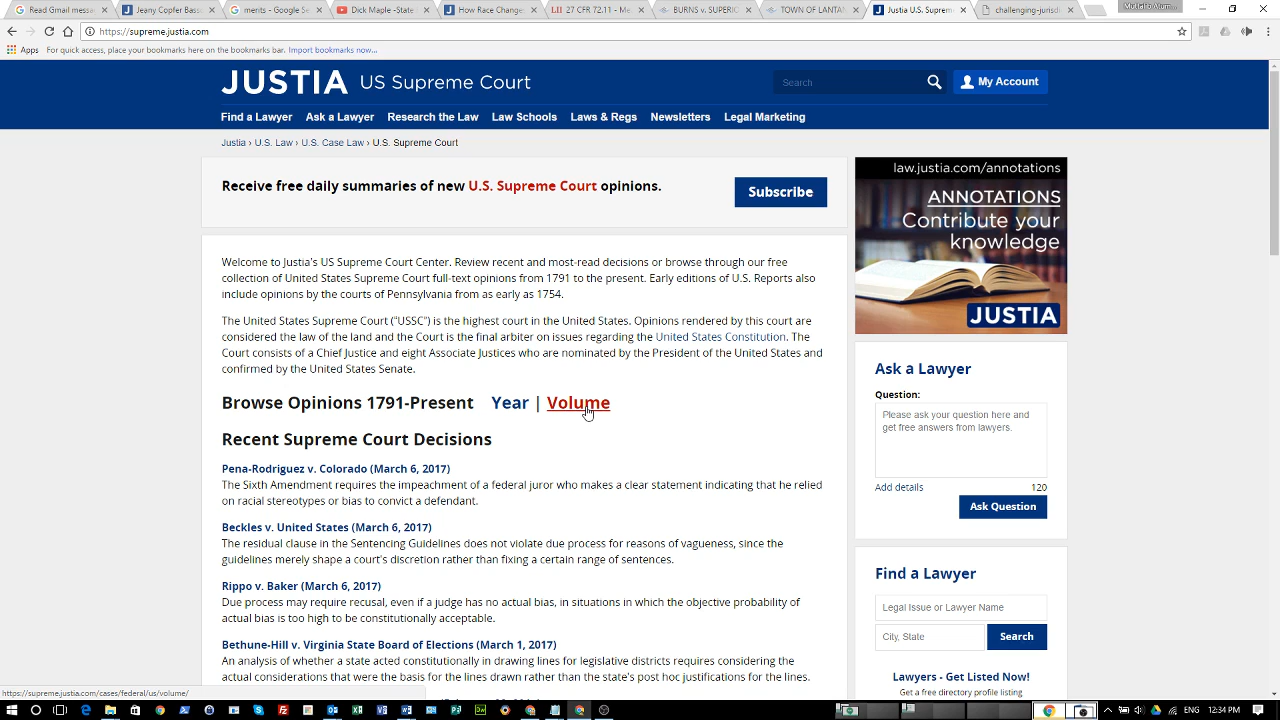 Read Gmail messag
Jeany Copfer Bass
merits - Google Se
Dick Maple -State
How Race Change
27 CFR 72.11 - Me
BURNS v. SUPERIO
TOWN OF LANTAN
Justia U.S. Suprem
challenging-jurisdi
https://supreme.justia.com
Apps For quick access, place your bookmarks here on the bookmarks bar. Import bookmarks now...
JUSTIA US Supreme Court
Search
My Account
Find a Lawyer Ask a Lawyer Research the Law Law Schools Laws & Regs Newsletters Legal Marketing
Justia › U.S. Law › U.S. Case Law › U.S. Supreme Court
Receive free daily summaries of new U.S. Supreme Court opinions.
Subscribe
Welcome to Justia's US Supreme Court Center. Review recent and most-read decisions or browse through our free
collection of United States Supreme Court full-text opinions from 1791 to the present. Early editions of U.S. Reports also
include opinions by the courts of Pennsylvania from as early as 1754.
The United States Supreme Court ("USSC") is the highest court in the United States. Opinions rendered by this court are
considered the law of the land and the Court is the final arbiter on issues regarding the United States Constitution. The
Court consists of a Chief Justice and eight Associate Justices who are nominated by the President of the United States and
confirmed by the United States Senate.
Browse Opinions 1791-Present Year | Volume
Recent Supreme Court Decisions
Pena-Rodriguez v. Colorado (March 6, 2017)
The Sixth Amendment requires the impeachment of a federal juror who makes a clear statement indicating that he relied
on racial stereotypes or bias to convict a defendant.
Beckles v. United States (March 6, 2017)
The residual clause in the Sentencing Guidelines does not violate due process for reasons of vagueness, since the
guidelines merely shape a court's discretion rather than fixing a certain range of sentences.
Rippo v. Baker (March 6, 2017)
Due process may require recusal, even if a judge has no actual bias, in situations in which the objective probability of
actual bias is too high to be constitutionally acceptable.
Bethune-Hill v. Virginia State Board of Elections (March 1, 2017)
An analysis of whether a state acted constitutionally in drawing lines for legislative districts requires considering the
actual considerations that were the basis for the lines drawn rather than the state's post hoc justifications for the lines.
law.justia.com/annotations
ANNOTATIONS
Contribute your
knowledge
JUSTIA
Ask a Lawyer
Question:
Please ask your question here and
get free answers from lawyers.
Add details 120
Ask Question
Find a Lawyer
Legal Issue or Lawyer Name
City, State
Search
Lawyers - Get Listed Now!
Get a free directory profile listing
https://supreme.justia.com/cases/federal/us/volume/
ENG 12:34 PM